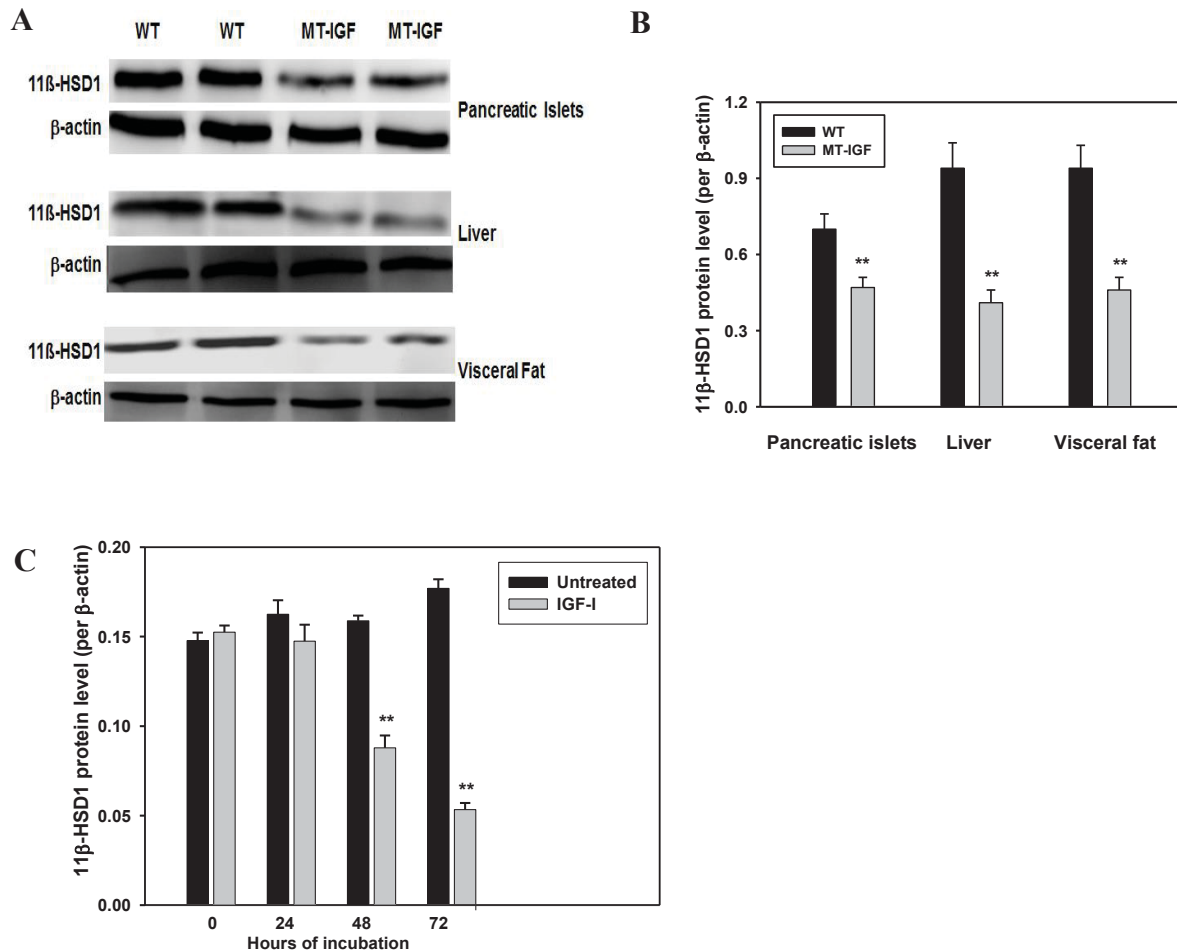 A
WT WT MT-IGF MT-IGF
11ß-HSD1
β-actin
Pancreatic Islets
11ß-HSD1
β-actin
Liver
11ß-HSD1
β-actin
Visceral Fat
B
11β-HSD1 protein level (per β-actin)
1.2
0.9
0.6
0.3
0.0
WT
MT-IGF
**
**
**
Pancreatic islets Liver Visceral fat
C
11β-HSD1 protein level (per β-actin)
0.20
0.15
0.10
0.05
0.00
Untreated
IGF-I
**
**
0 24 48 72
Hours of incubation